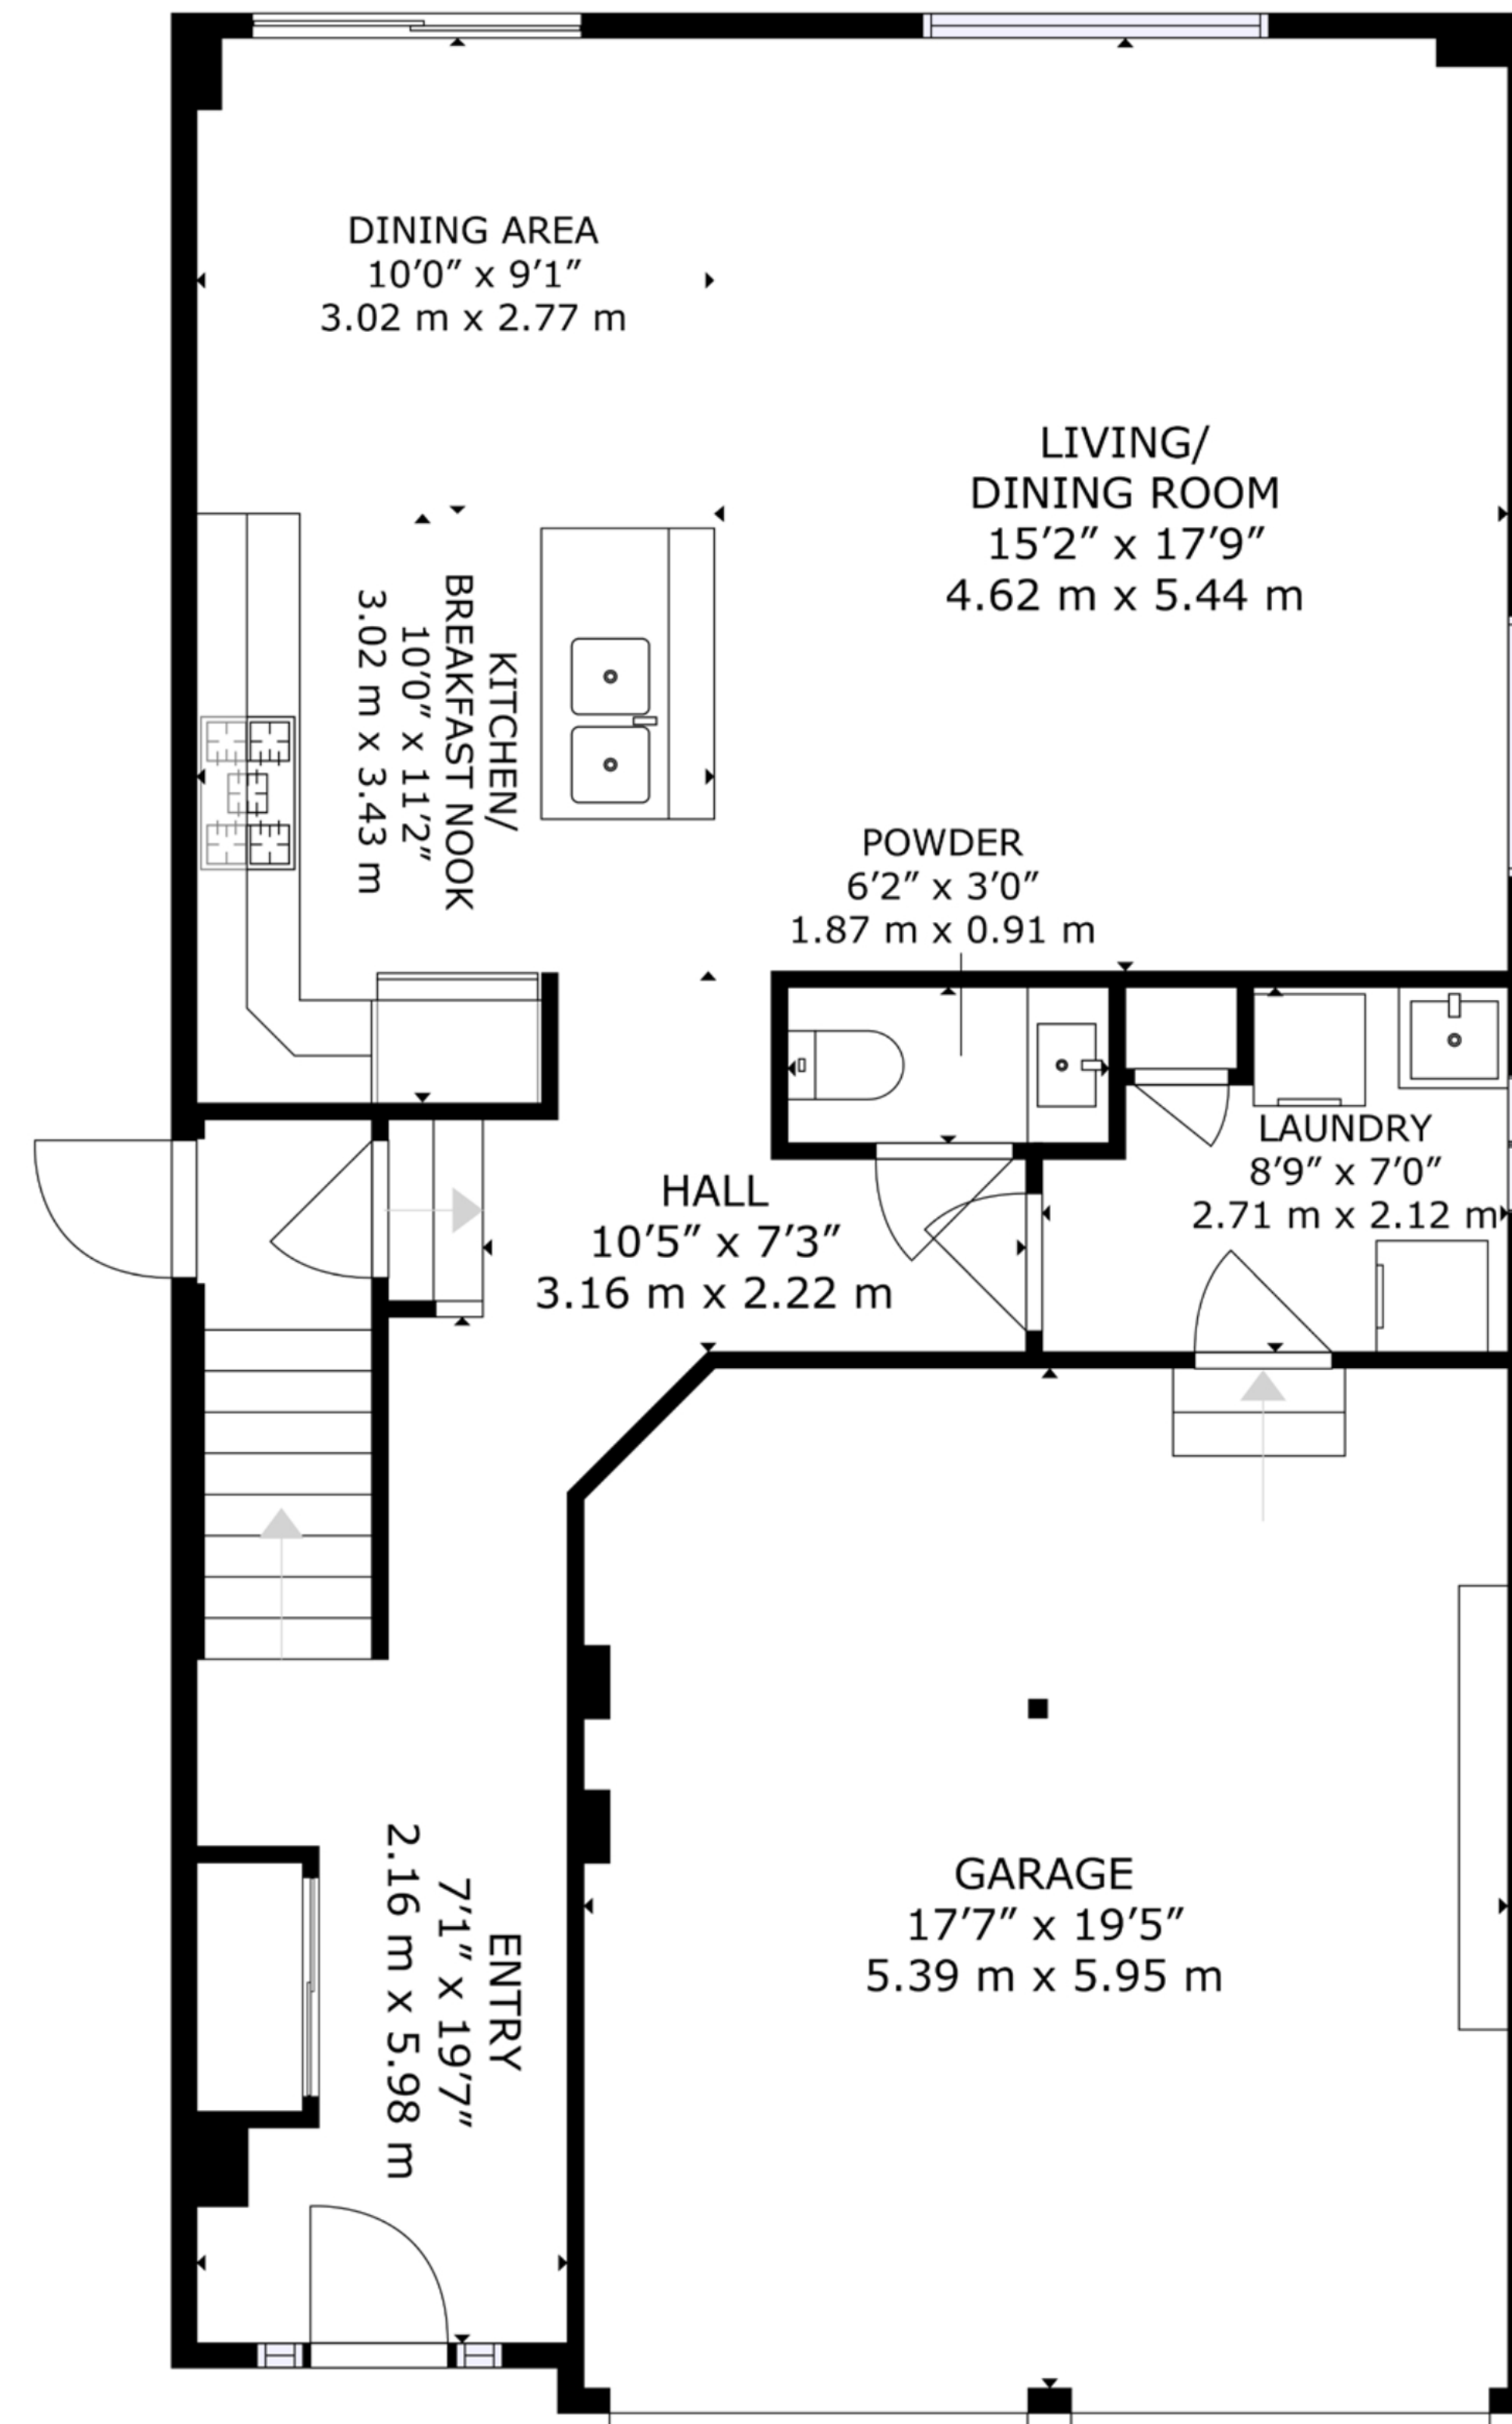 DINING AREA
10′0″ x 9′1″
3.02 m x 2.77 m
LIVING/
DINING ROOM
15′2″ x 17′9″
4.62 m x 5.44 m
KITCHEN/
BREAKFAST NOOK
10′0″ x 11′2″
3.02 m x 3.43 m
POWDER
6′2″ x 3′0″
1.87 m x 0.91 m
LAUNDRY
8′9″ x 7′0″
2.71 m x 2.12 m
HALL
10′5″ x 7′3″
3.16 m x 2.22 m
GARAGE
17′7″ x 19′5″
5.39 m x 5.95 m
ENTRY
7′1″ x 19′7″
2.16 m x 5.98 m